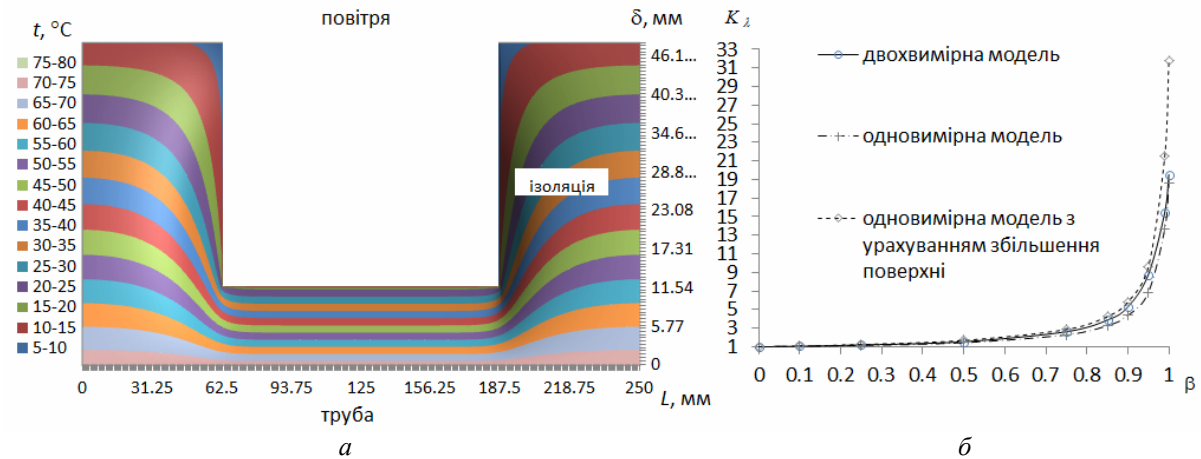 повітря
t, °C
75-80
70-75
65-70
60-65
55-60
50-55
45-50
40-45
35-40
30-35
25-30
20-25
15-20
10-15
5-10
δ, мм
46.1...
40.3...
34.6...
28.8...
23.08
17.31
11.54
5.77
0
ізоляція
0 31.25 62.5 93.75 125 156.25 187.5 218.75 250
L, мм
труба
а
K λ
33
31
29
27
25
23
21
19
17
15
13
11
9
7
5
3
1
двохвимірна модель
одновимірна модель
одновимірна модель з
урахуванням збільшення
поверхні
0 0.1 0.2 0.3 0.4 0.5 0.6 0.7 0.8 0.9 1
β
б